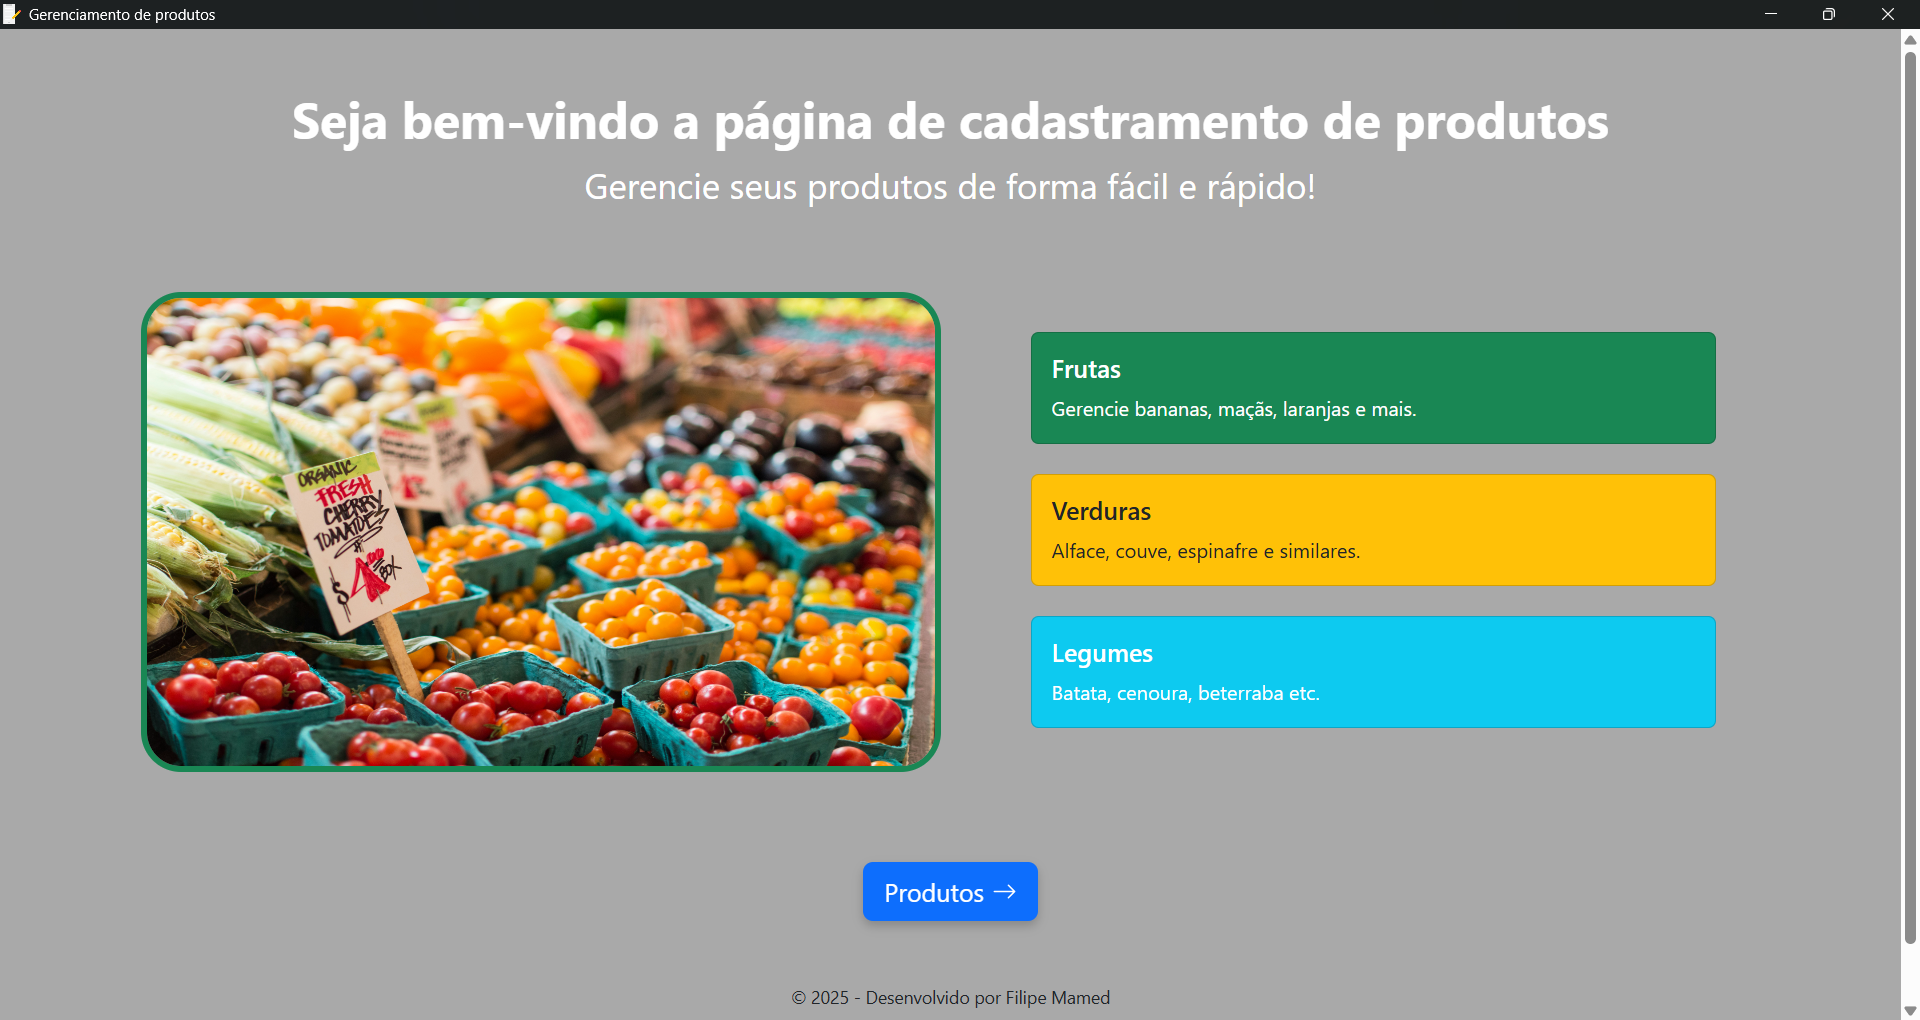 Gerenciamento de produtos
Seja bem-vindo a página de cadastramento de produtos
Gerencie seus produtos de forma fácil e rápido!
ORGANIC
FRESH
CHERRY
TOMATOES
$4.00
BOX
Frutas
Gerencie bananas, maçãs, laranjas e mais.
Verduras
Alface, couve, espinafre e similares.
Legumes
Batata, cenoura, beterraba etc.
Produtos →
© 2025 - Desenvolvido por Filipe Mamed